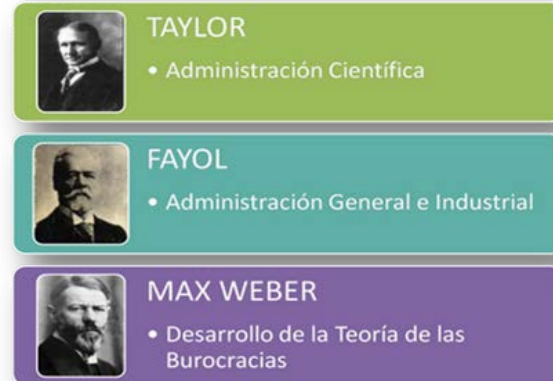 TAYLOR
• Administración Científica
FAYOL
• Administración General e Industrial
MAX WEBER
• Desarrollo de la Teoría de las
Burocracias